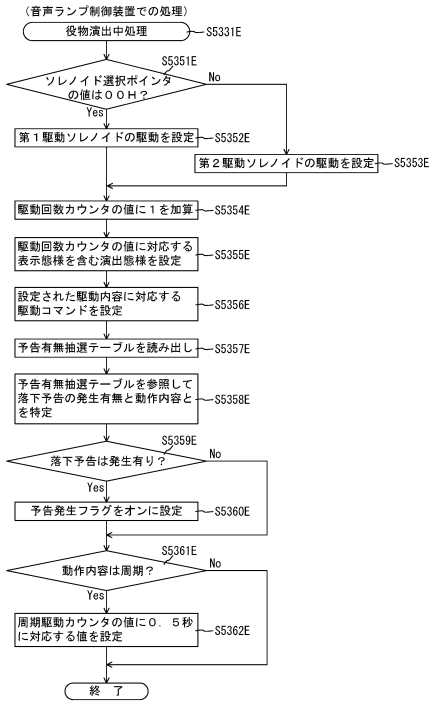 （音声ランプ制御装置での処理）
役物演出中処理
S5331E
S5351E
ソレノイド選択ポインタ
の値は００Ｈ？
No
Yes
第１駆動ソレノイドの駆動を設定
S5352E
第２駆動ソレノイドの駆動を設定
S5353E
駆動回数カウンタの値に１を加算
S5354E
駆動回数カウンタの値に対応する
表示態様を含む演出態様を設定
S5355E
設定された駆動内容に対応する
駆動コマンドを設定
S5356E
予告有無抽選テーブルを読み出し
S5357E
予告有無抽選テーブルを参照して
落下予告の発生有無と動作内容と
を特定
S5358E
S5359E
落下予告は発生有り？
No
Yes
予告発生フラグをオンに設定
S5360E
S5361E
動作内容は周期？
No
Yes
周期駆動カウンタの値に０．５秒
に対応する値を設定
S5362E
終　了